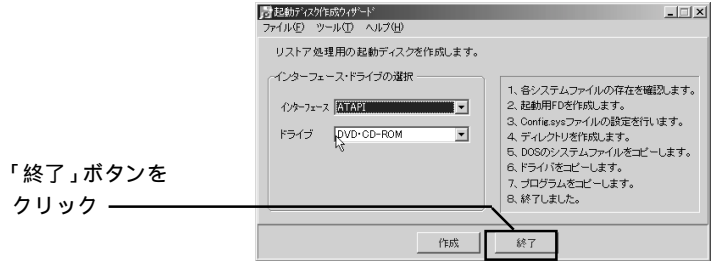 起動ディスク作成ウィザード
ファイル(F) ツール(T) ヘルプ(H)
リストア処理用の起動ディスクを作成します。
インターフェース・ドライブの選択
インターフェース ATAPI
ドライブ DVD・CD-ROM
1、各システムファイルの存在を確認します。
2、起動用FDを作成します。
3、Config.sysファイルの設定を行います。
4、ディレクトリを作成します。
5、DOSのシステムファイルをコピーします。
6、ドライバをコピーします。
7、プログラムをコピーします。
8、終了しました。
作成 終了
「終了」ボタンを
クリック